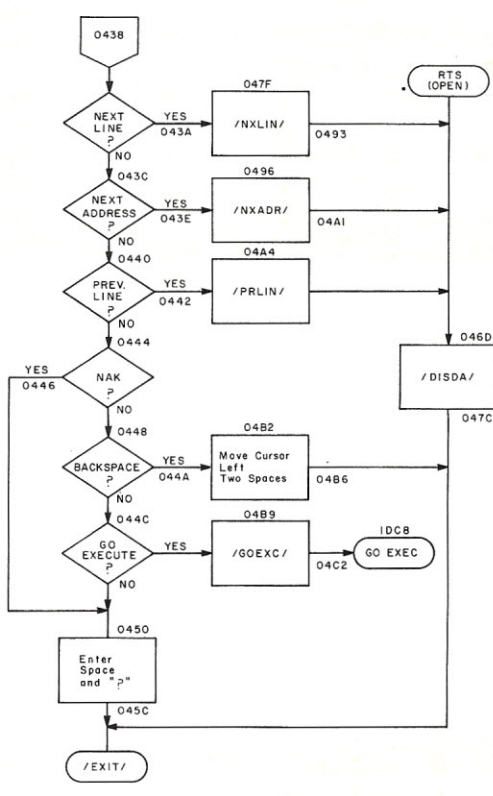 0438
RTS
(OPEN)
047F
NEXT
LINE
?
YES
043A
/NXLIN/
0493
NO
043C
0496
NEXT
ADDRESS
?
YES
043E
/NXADR/
04A1
NO
0440
04A4
PREV.
LINE
?
YES
0442
/PRLIN/
NO
0444
046D
YES
0446
NAK
?
/DISDA/
NO
047C
0448
04B2
BACKSPACE
?
YES
044A
Move Cursor
Left
Two Spaces
04B6
NO
044C
04B9
GO
EXECUTE
?
YES
/GOEXC/
04C2
1DC8
GO EXEC
NO
0450
Enter
Space
and "?"
045C
/EXIT/